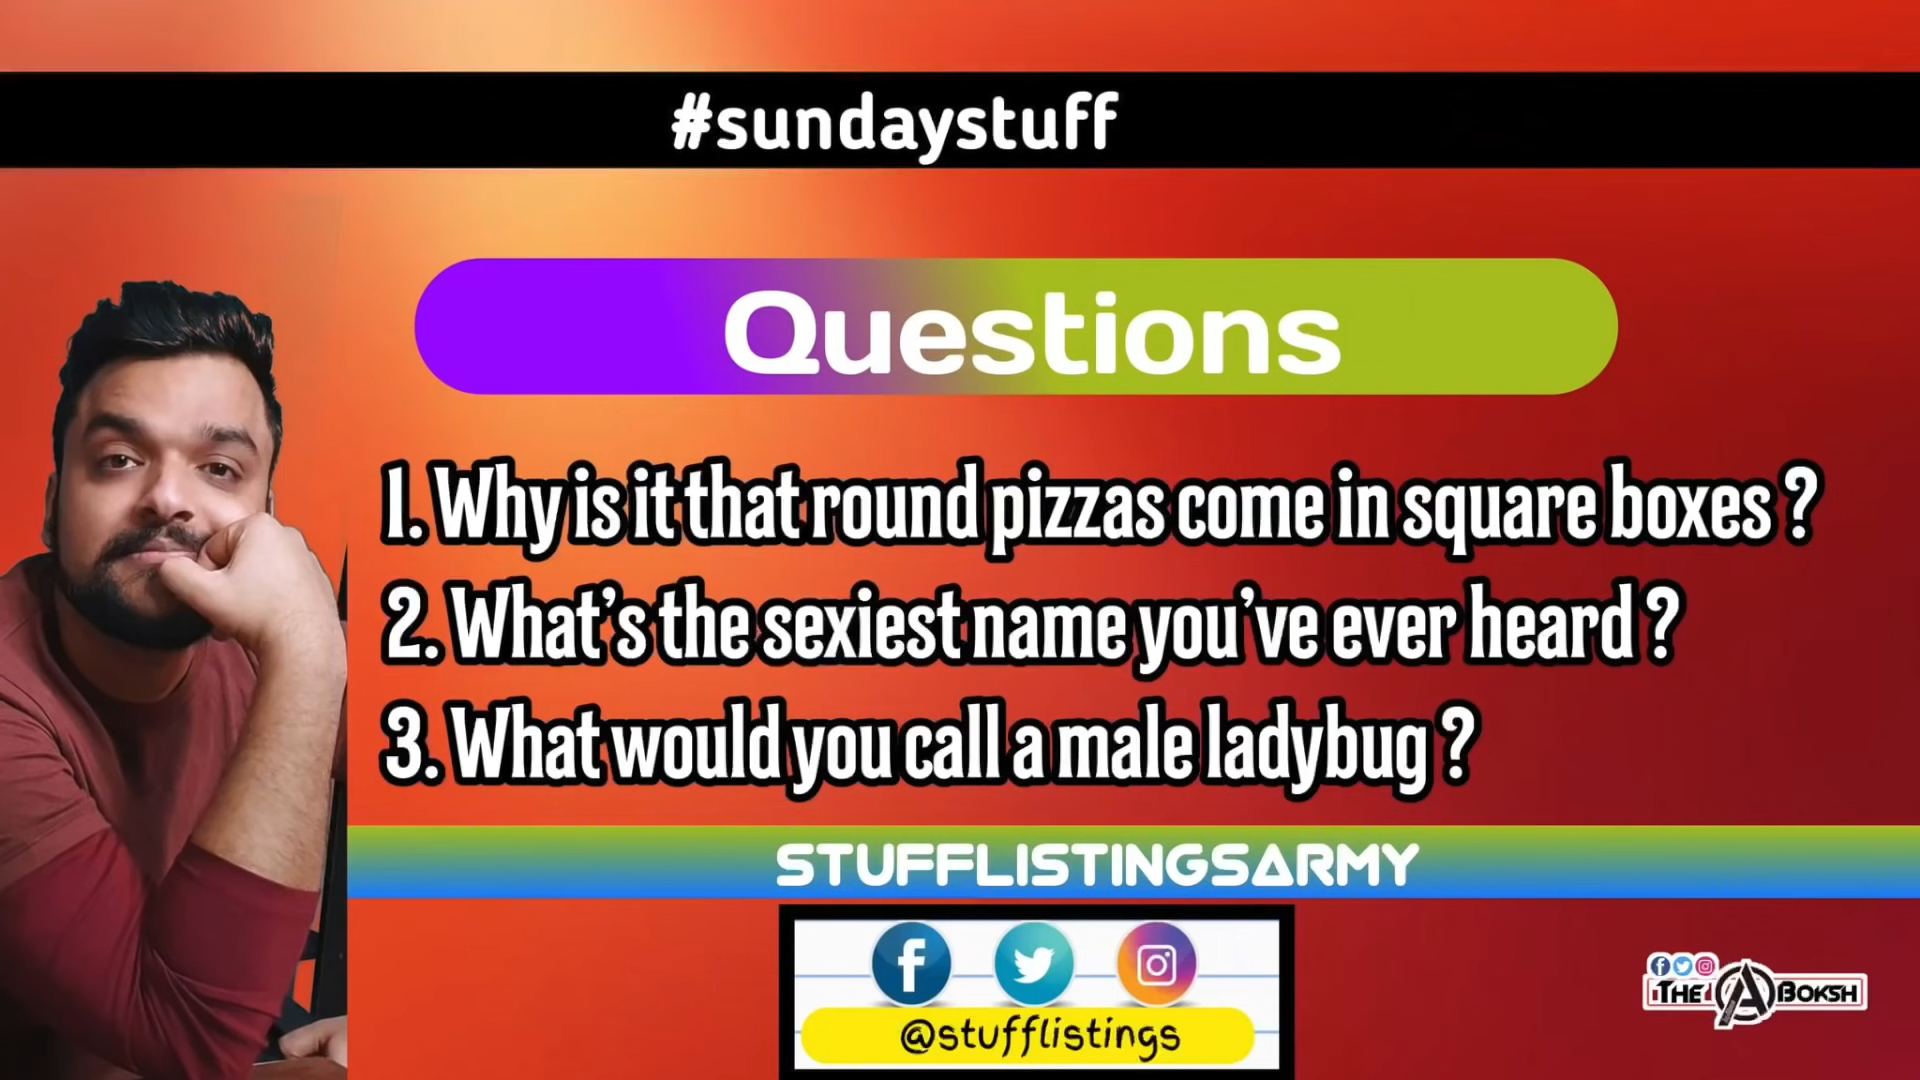 #sundaystuff
Questions
1. Why is it that round pizzas come in square boxes ?
2. What's the sexiest name you've ever heard ?
3. What would you call a male ladybug ?
STUFFLISTINGSARMY
@stufflistings
THE A BOKSH